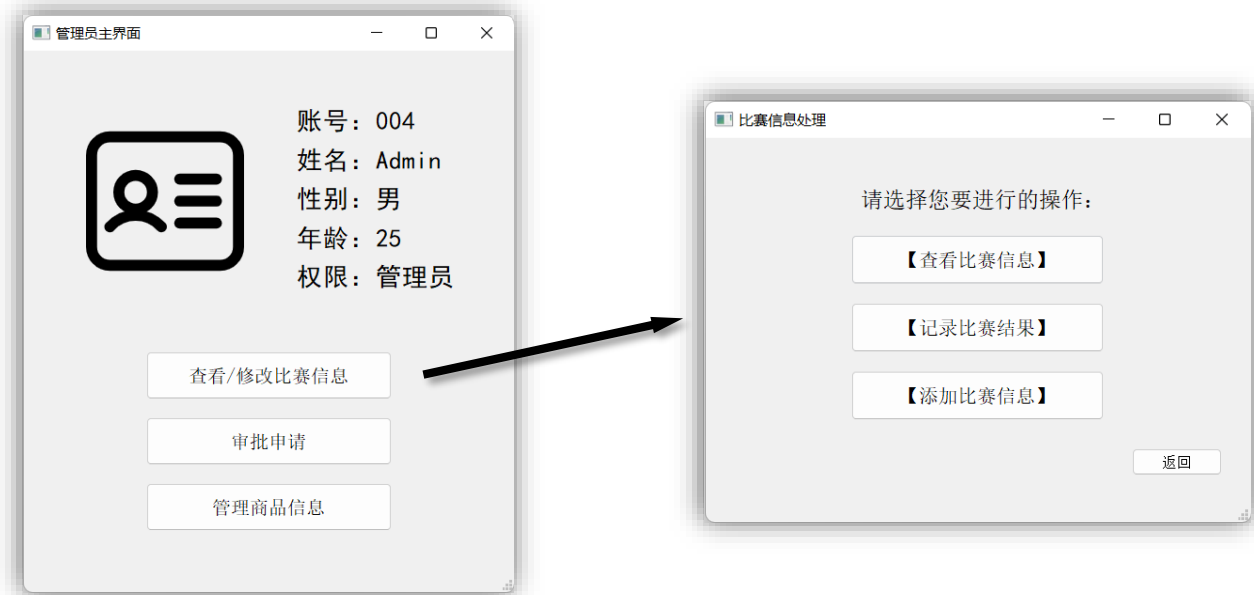 管理员主界面
账号：004
姓名：Admin
性别：男
年龄：25
权限：管理员
查看/修改比赛信息
审批申请
管理商品信息
比赛信息处理
请选择您要进行的操作：
【查看比赛信息】
【记录比赛结果】
【添加比赛信息】
返回